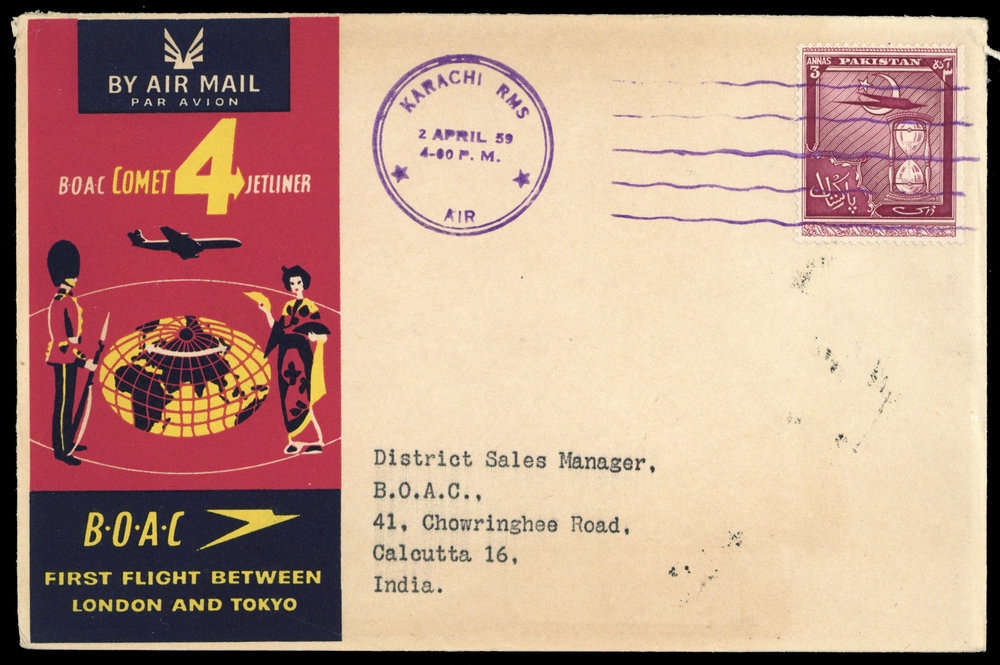 BY AIR MAIL
PAR AVION
B·O·A·C COMET 4 JETLINER
B·O·A·C
FIRST FLIGHT BETWEEN
LONDON AND TOKYO
KARACHI RMS
2 APRIL 59
4-00 P. M.
AIR
ANNAS
3
PAKISTAN
پاکستان
District Sales Manager,
B.O.A.C.,
41, Chowringhee Road,
Calcutta 16,
India.